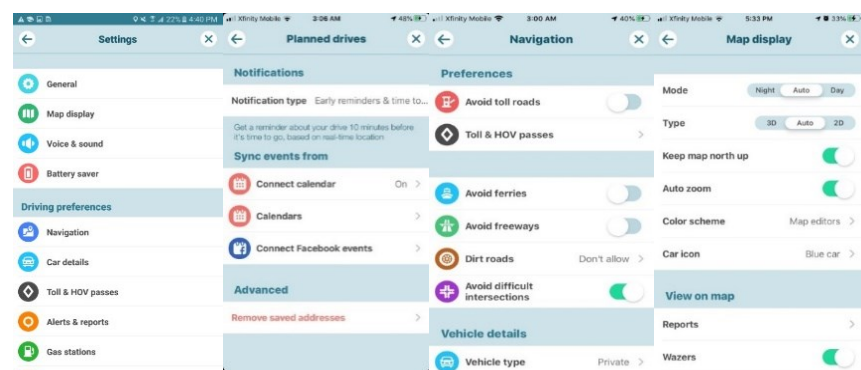 22% 4:40 PM
Settings
General
Map display
Voice & sound
Battery saver
Driving preferences
Navigation
Car details
Toll & HOV passes
Alerts & reports
Gas stations
Xfinity Mobile 3:06 AM 48%
Planned drives
Notifications
Notification type Early reminders & time to...
Get a reminder about your drive 10 minutes before
it's time to go, based on real-time location
Sync events from
Connect calendar On
Calendars
Connect Facebook events
Advanced
Remove saved addresses
Xfinity Mobile 3:00 AM 40%
Navigation
Preferences
Avoid toll roads
Toll & HOV passes
Avoid ferries
Avoid freeways
Dirt roads Don't allow
Avoid difficult
intersections
Vehicle details
Vehicle type Private
Xfinity Mobile 5:33 PM 33%
Map display
Mode Night Auto Day
Type 3D Auto 2D
Keep map north up
Auto zoom
Color scheme Map editors
Car icon Blue car
View on map
Reports
Wazers